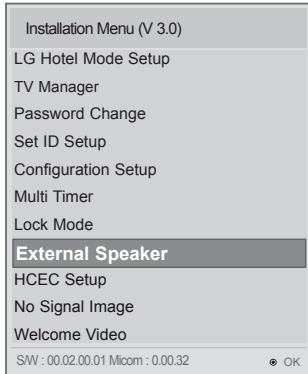 Installation Menu (V 3.0)
LG Hotel Mode Setup
TV Manager
Password Change
Set ID Setup
Configuration Setup
Multi Timer
Lock Mode
External Speaker
HCEC Setup
No Signal Image
Welcome Video
S/W : 00.02.00.01 Micom : 0.00.32 OK